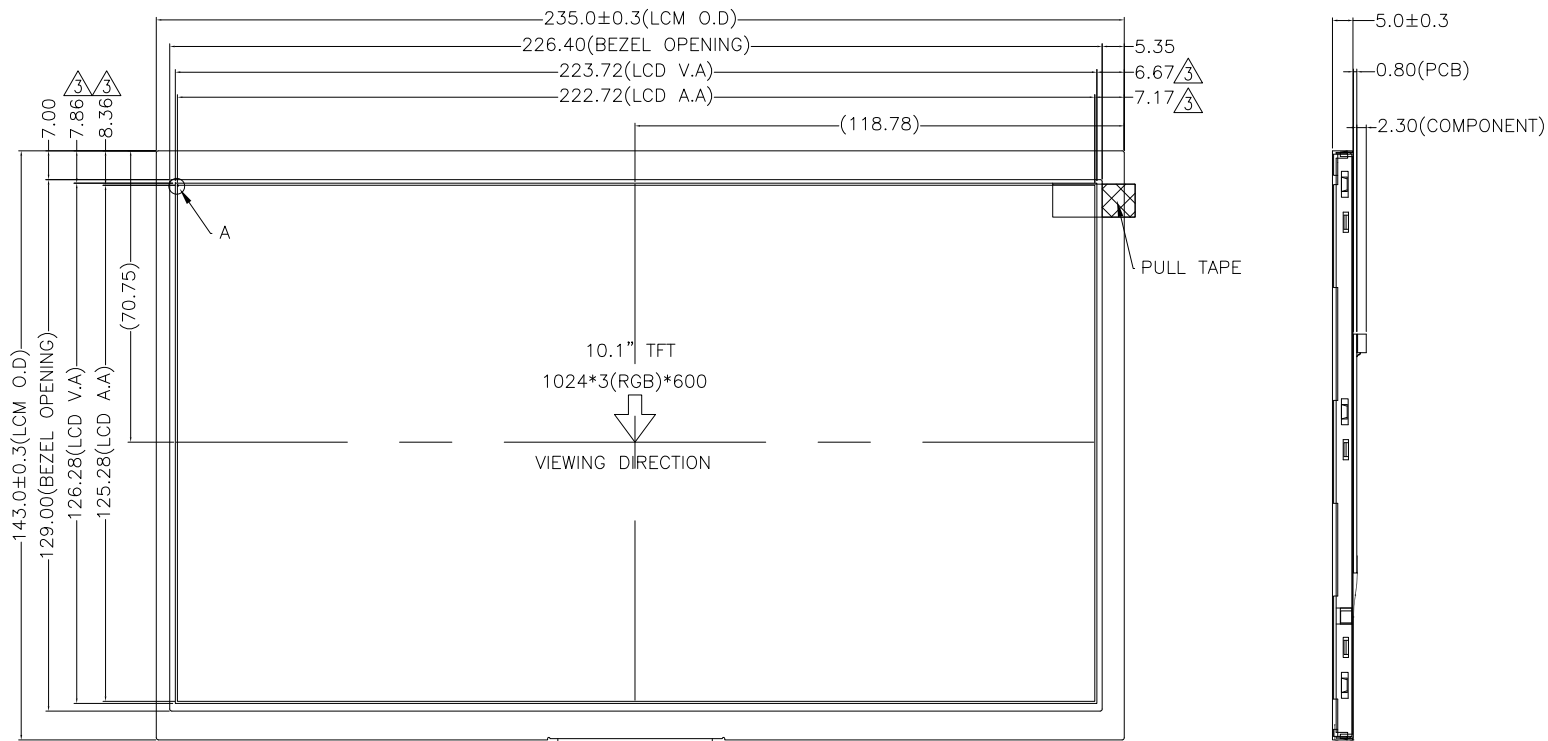 235.0±0.3(LCM O.D)
5.0±0.3
226.40(BEZEL OPENING)
5.35
223.72(LCD V.A)
6.67 3
0.80(PCB)
222.72(LCD A.A)
7.17 3
(118.78)
2.30(COMPONENT)
7.00
7.86 3
8.36 3
A
PULL TAPE
(70.75)
143.0±0.3(LCM O.D)
129.00(BEZEL OPENING)
126.28(LCD V.A)
125.28(LCD A.A)
10.1” TFT
1024*3(RGB)*600
VIEWING DIRECTION